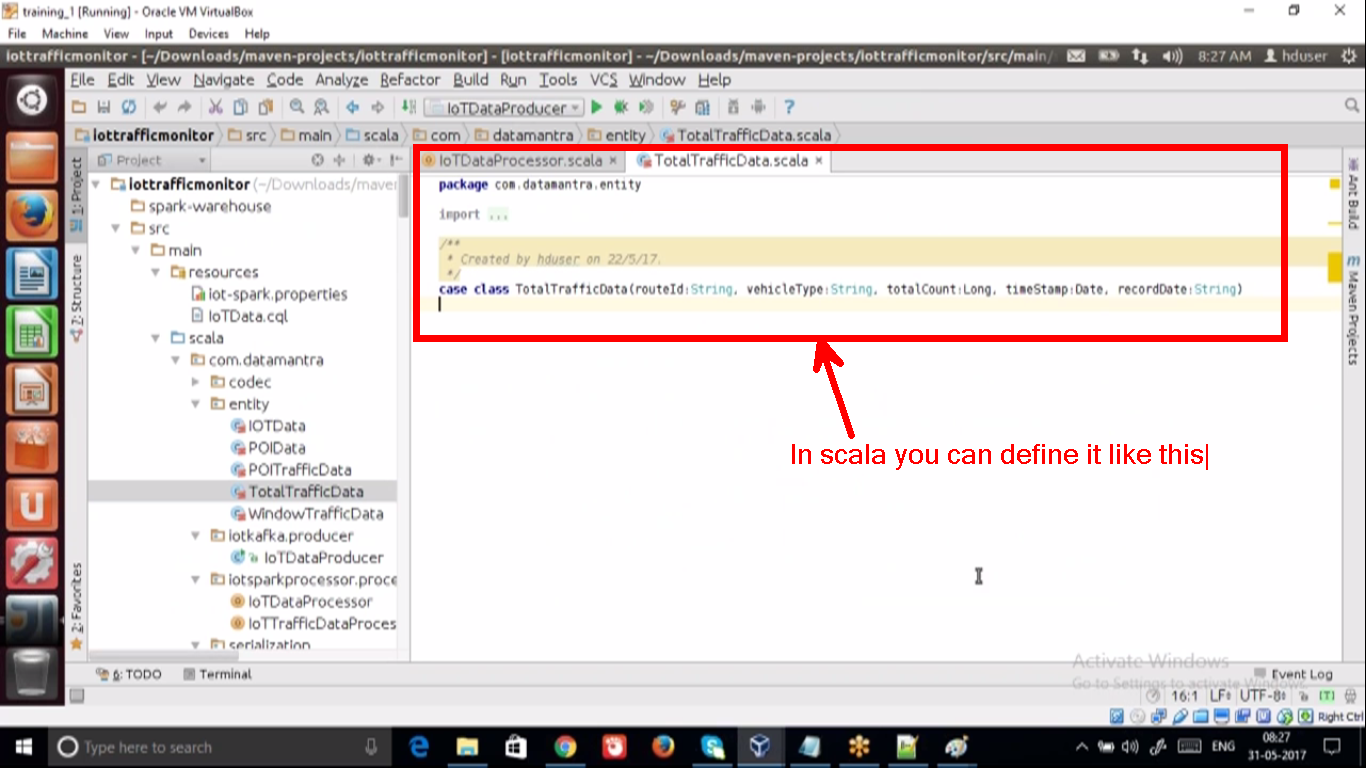 training_1 [Running] - Oracle VM VirtualBox
File Machine View Input Devices Help
iottrafficmonitor - [~/Downloads/maven-projects/iottrafficmonitor] - [iottrafficmonitor] - ~/Downloads/maven-projects/iottrafficmonitor/src/main/
8:27 AM hduser
File Edit View Navigate Code Analyze Refactor Build Run Tools VCS Window Help
IoTDataProducer
iottrafficmonitor src main scala com datamantra entity TotalTrafficData.scala
Project
IoTDataProcessor.scala × TotalTrafficData.scala ×
1: Project
Z: Structure
2: Favorites
iottrafficmonitor (~/Downloads/maven
spark-warehouse
src
main
resources
iot-spark.properties
IoTData.cql
scala
com.datamantra
codec
entity
IOTData
POIData
POITrafficData
TotalTrafficData
WindowTrafficData
iotkafka.producer
IoTDataProducer
iotsparkprocessor.proce
IoTDataProcessor
IoTTrafficDataProces
serialization
package com.datamantra.entity
import ...
/**
* Created by hduser on 22/5/17.
*/
case class TotalTrafficData(routeId:String, vehicleType:String, totalCount:Long, timeStamp:Date, recordDate:String)
In scala you can define it like this
Ant Build
m Maven Projects
Activate Windows
Go to Settings to activate Windows.
6: TODO Terminal
Event Log
16:1 LF UTF-8 [T]
Right Ctrl
Type here to search
ENG
08:27
31-05-2017